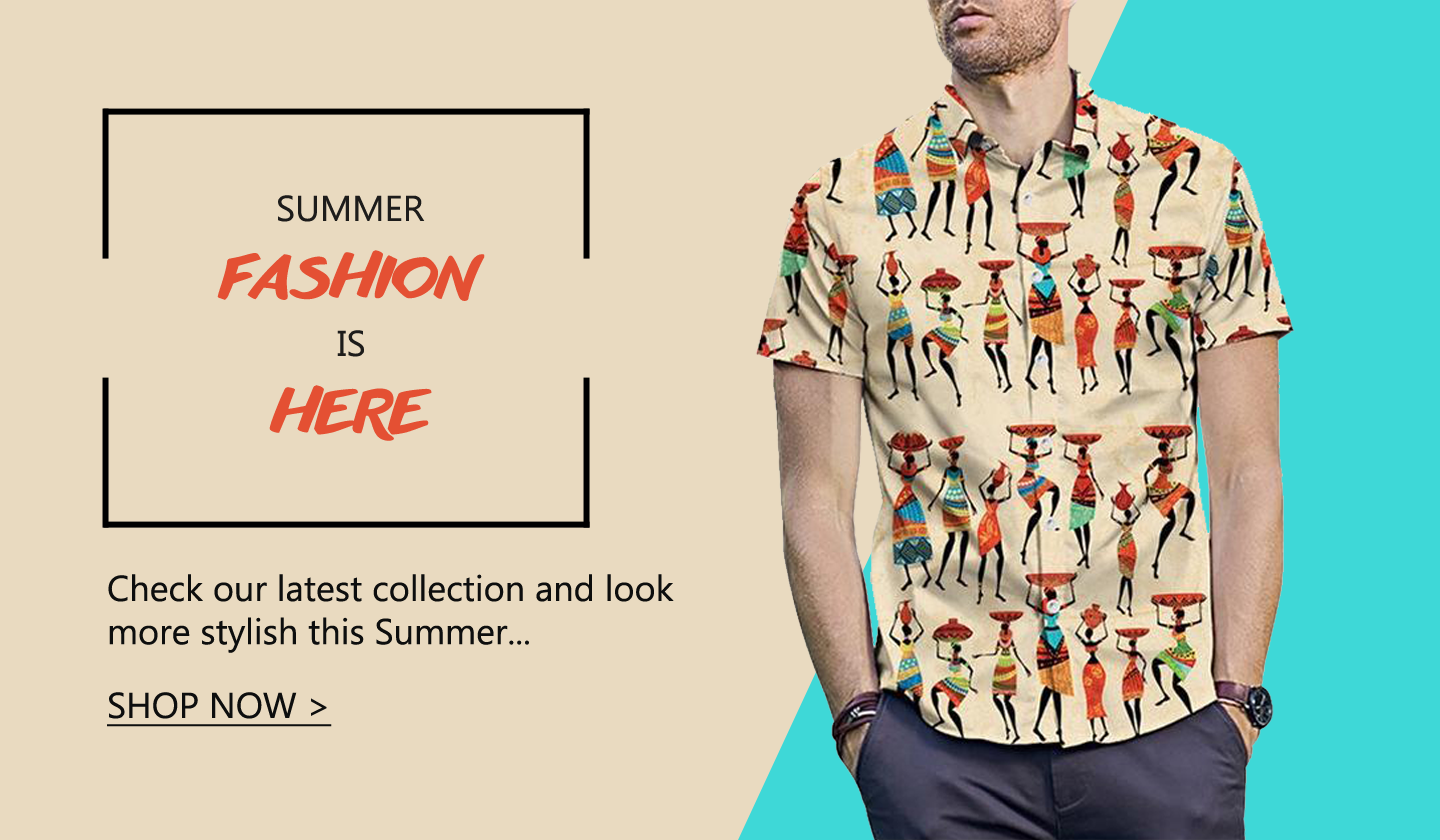 SUMMER
FASHION
IS
HERE
Check our latest collection and look
more stylish this Summer...
SHOP NOW >